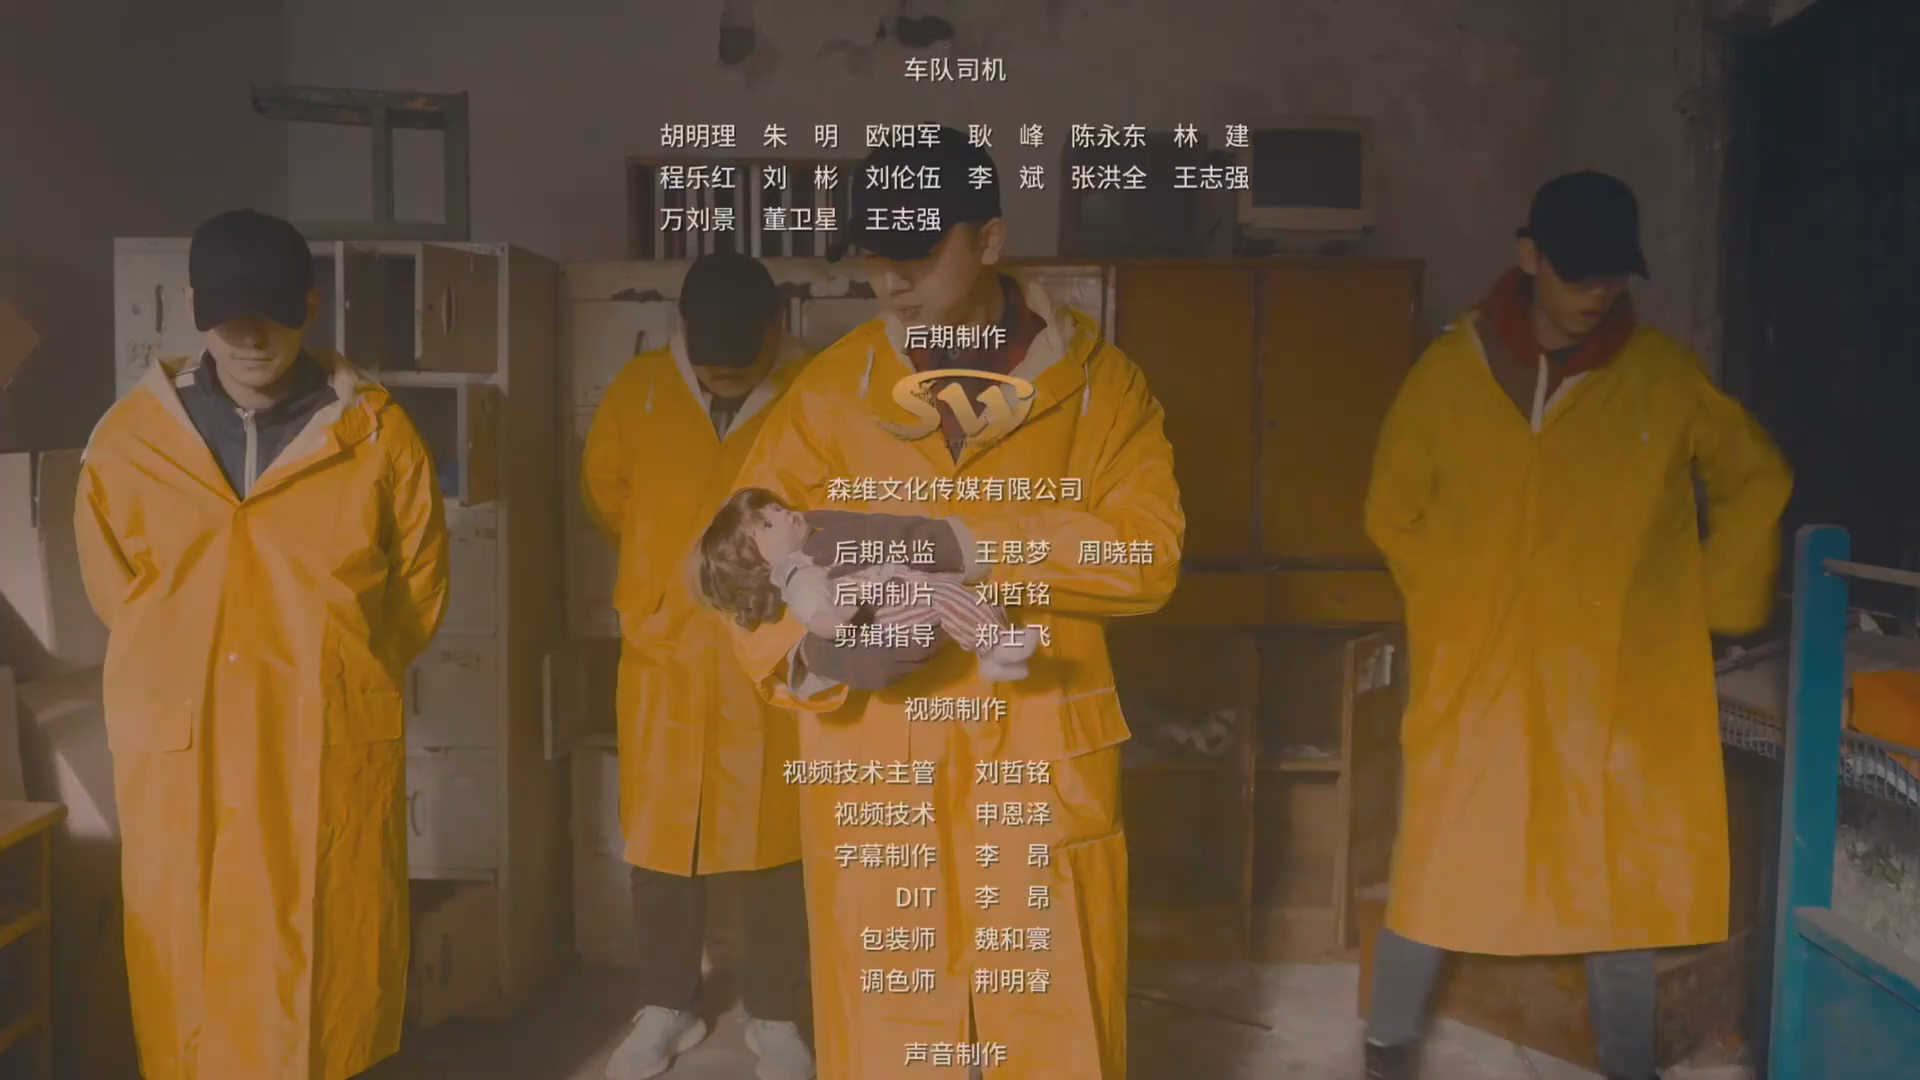 车队司机
胡明理 朱 明 欧阳军 耿 峰 陈永东 林 建
程乐红 刘 彬 刘伦伍 李 斌 张洪全 王志强
万刘景 董卫星 王志强
后期制作
SW
森维文化传媒有限公司
后期总监 王思梦 周晓喆
后期制片 刘哲铭
剪辑指导 郑士飞
视频制作
视频技术主管 刘哲铭
视频技术 申恩泽
字幕制作 李 昂
DIT 李 昂
包装师 魏和寰
调色师 荆明睿
声音制作